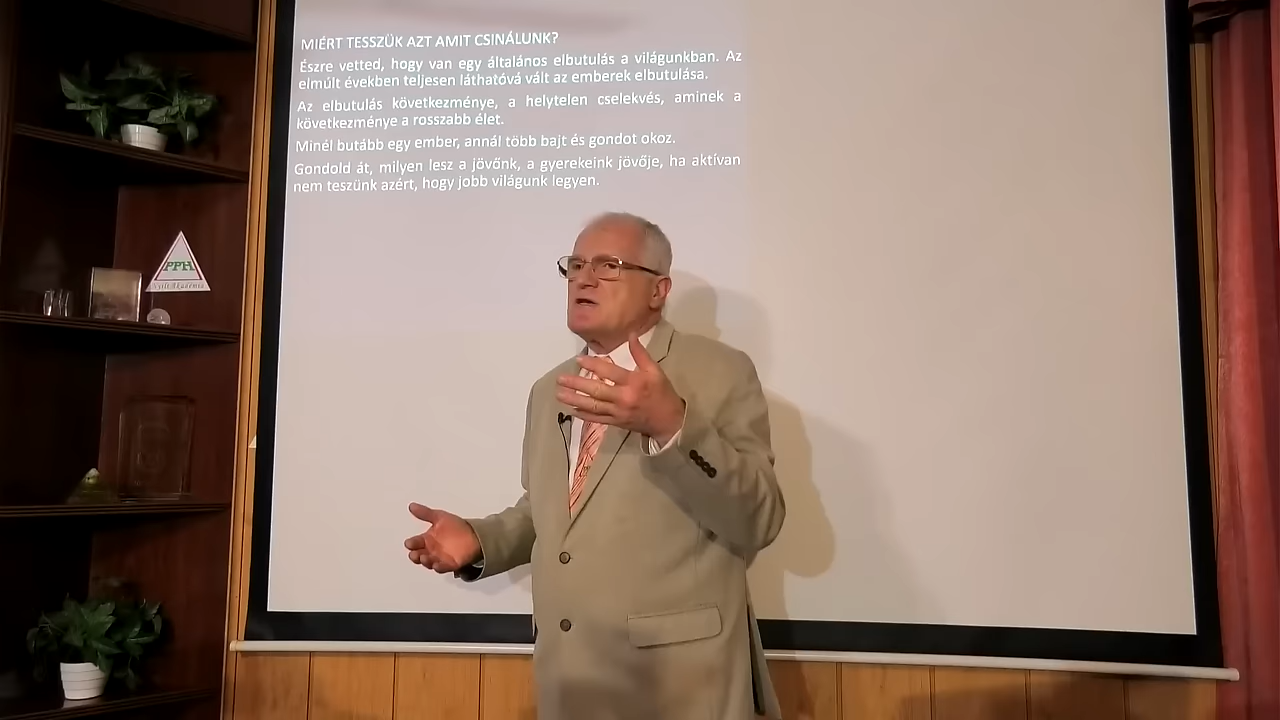 MIÉRT TESSZÜK AZT AMIT CSINÁLUNK?
Észre vetted, hogy van egy általános elbutulás a világunkban. Az
elmúlt években teljesen láthatóvá vált az emberek elbutulása.
Az elbutulás következménye, a helytelen cselekvés, aminek a
következménye a rosszabb élet.
Minél butább egy ember, annál több bajt és gondot okoz.
Gondold át, milyen lesz a jövőnk, a gyerekeink jövője, ha aktívan
nem teszünk azért, hogy jobb világunk legyen.
PPH
Nyílt Akadémia